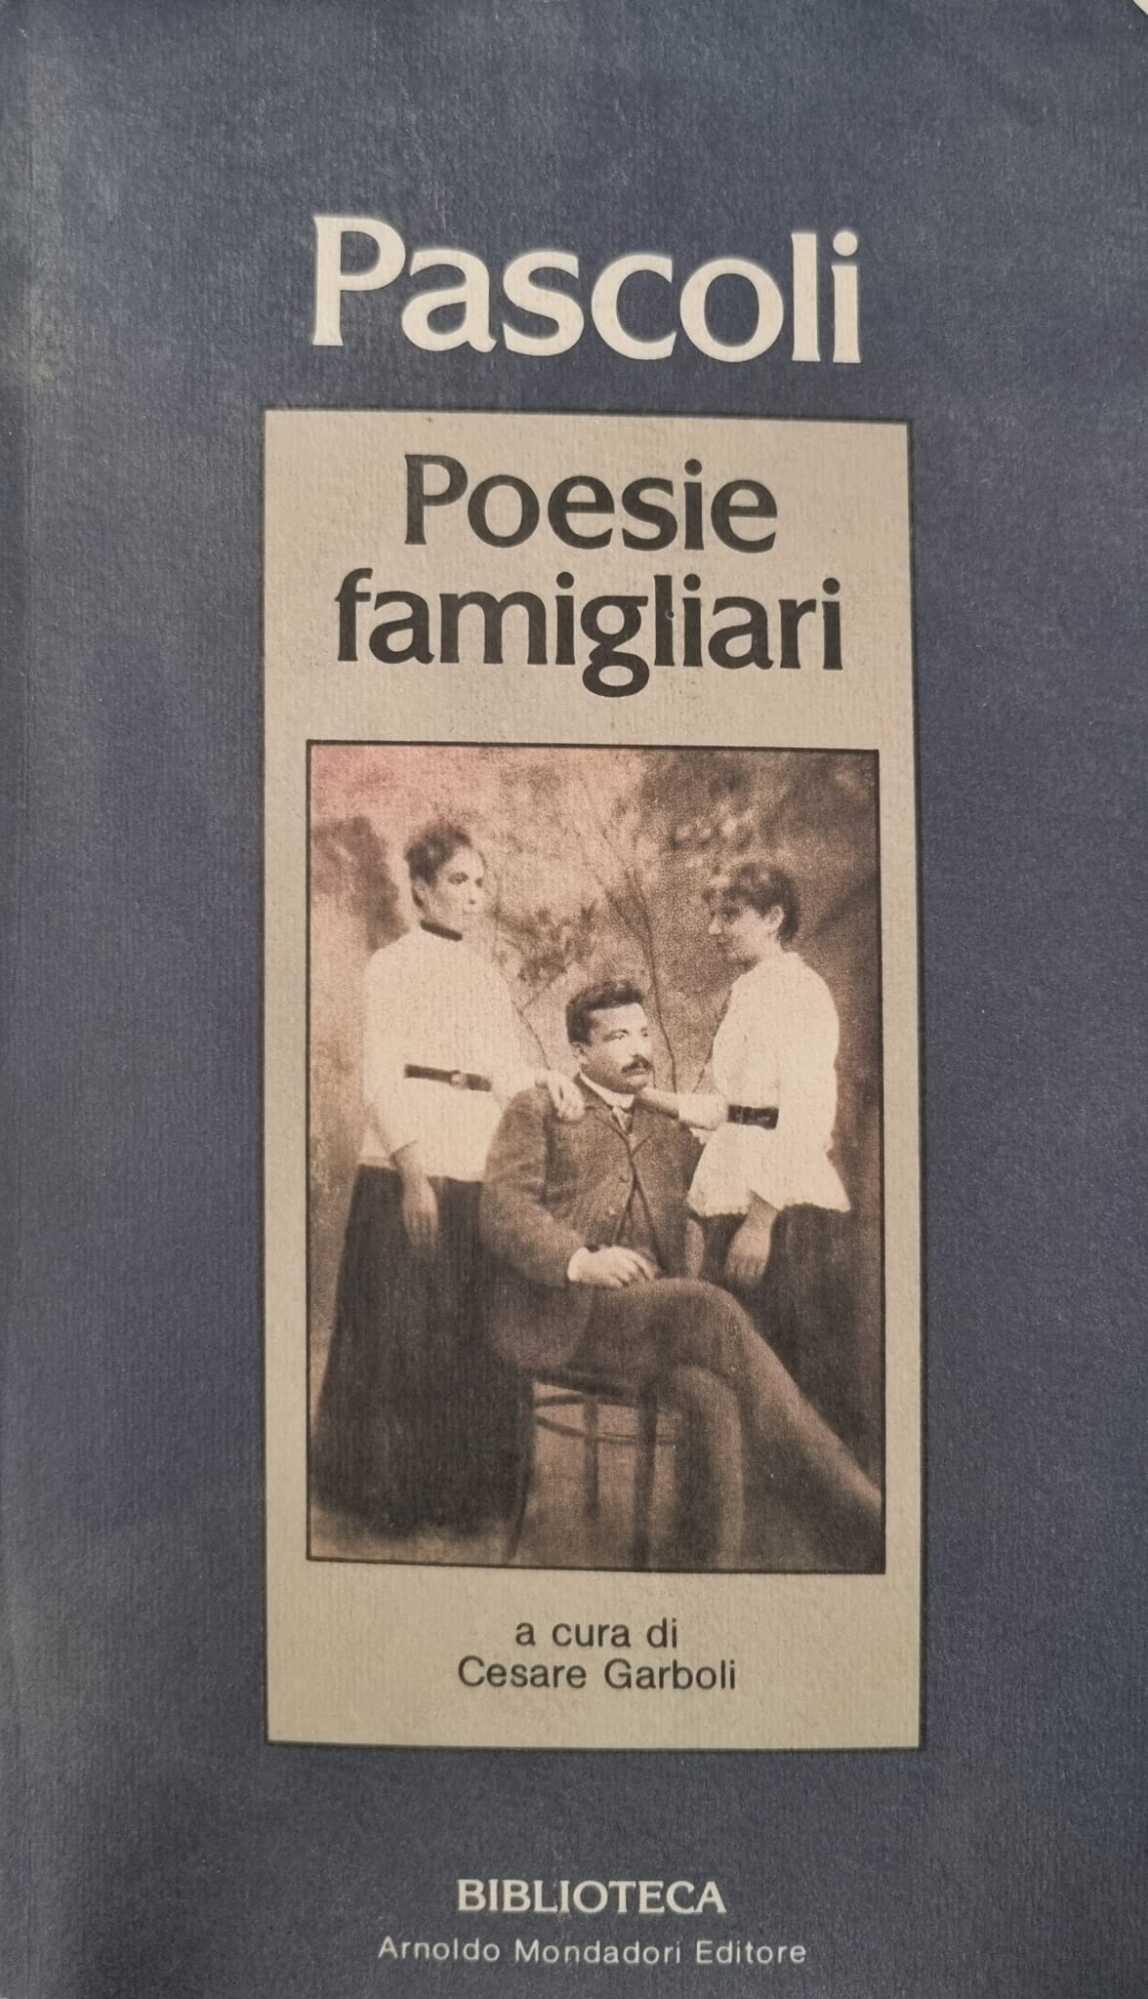 Pascoli
Poesie
famigliari
a cura di
Cesare Garboli
BIBLIOTECA
Arnoldo Mondadori Editore